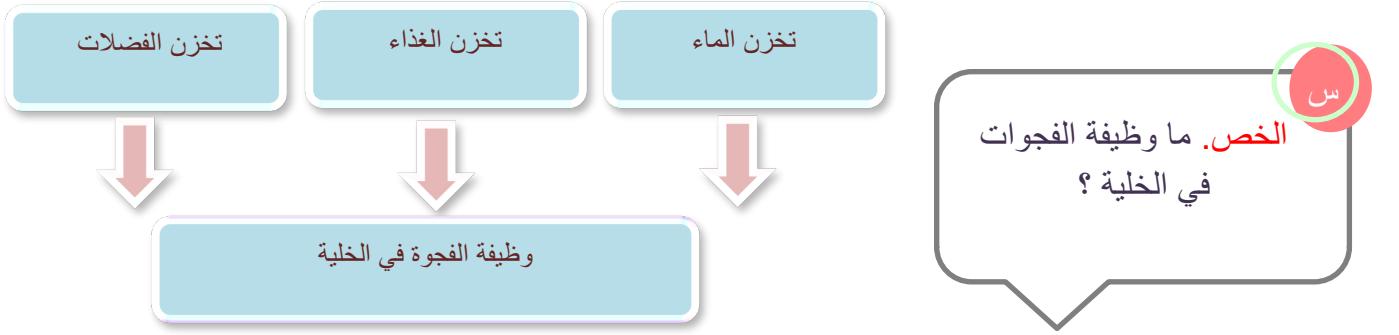 س
الخص. ما وظيفة الفجوات
في الخلية ؟
تخزن الماء
تخزن الغذاء
تخزن الفضلات
وظيفة الفجوة في الخلية